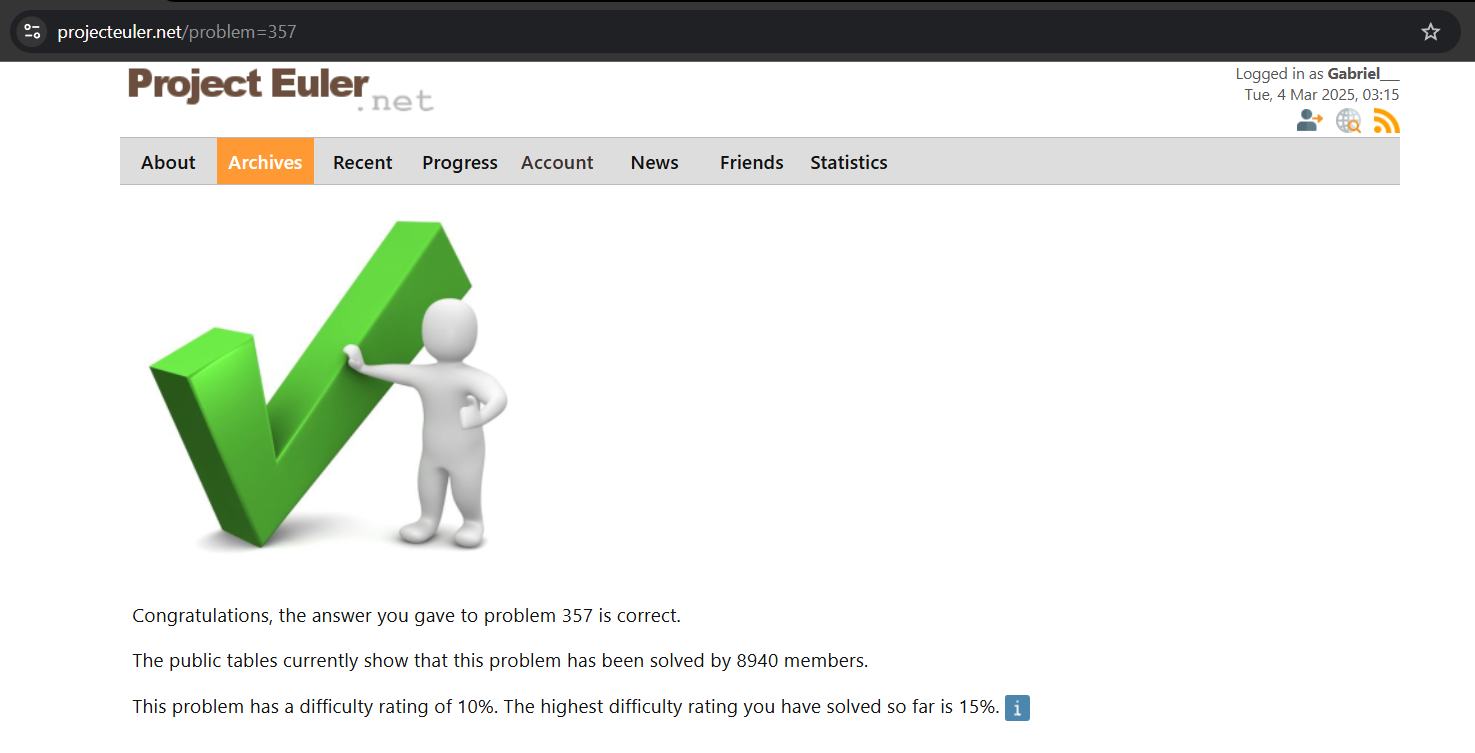 projecteuler.net/problem=357
Project Euler.net
Logged in as Gabriel__
Tue, 4 Mar 2025, 03:15
About Archives Recent Progress Account News Friends Statistics
Congratulations, the answer you gave to problem 357 is correct.
The public tables currently show that this problem has been solved by 8940 members.
This problem has a difficulty rating of 10%. The highest difficulty rating you have solved so far is 15%. i